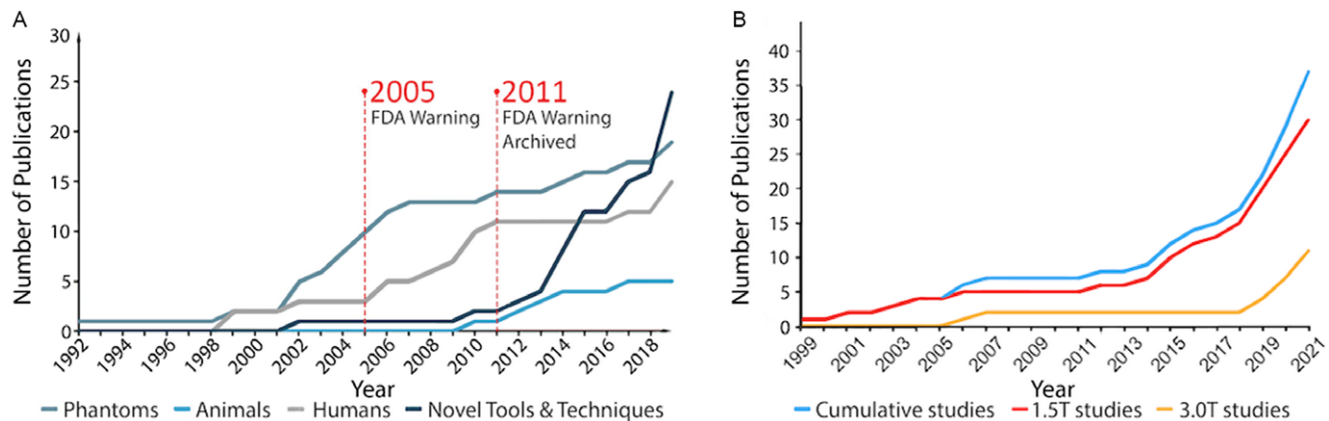 A
Number of Publications
30
25
20
15
10
5
0
2005
FDA Warning
2011
FDA Warning
Archived
1992
1994
1996
1998
2000
2002
2004
2006
2008
2010
2012
2014
2016
2018
Year
Phantoms
Animals
Humans
Novel Tools & Techniques
B
Number of Publications
40
35
30
25
20
15
10
5
0
1999
2001
2003
2005
2007
2009
2011
2013
2015
2017
2019
2021
Year
Cumulative studies
1.5T studies
3.0T studies